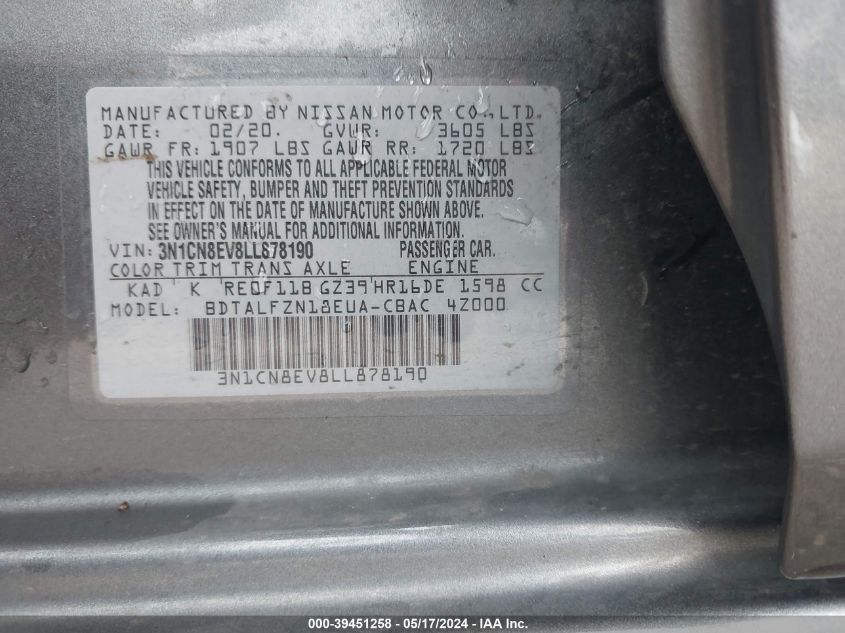 MANUFACTURED BY NISSAN MOTOR CO.,LTD.
DATE: 02/20. GVWR: 3605 LBS
GAWR FR: 1907 LBS GAWR RR: 1720 LBS
THIS VEHICLE CONFORMS TO ALL APPLICABLE FEDERAL MOTOR
VEHICLE SAFETY, BUMPER AND THEFT PREVENTION STANDARDS
IN EFFECT ON THE DATE OF MANUFACTURE SHOWN ABOVE.
SEE OWNER'S MANUAL FOR ADDITIONAL INFORMATION.
VIN: 3N1CN8EV8LL878190 PASSENGER CAR.
COLOR TRIM TRANS AXLE ENGINE
KAD K RE0F11B GZ39 HR16DE 1598 CC
MODEL: BDTALFZN18EUA-CBAC 4Z000
3N1CN8EV8LL878190
000-39451258 - 05/17/2024 - IAA Inc.